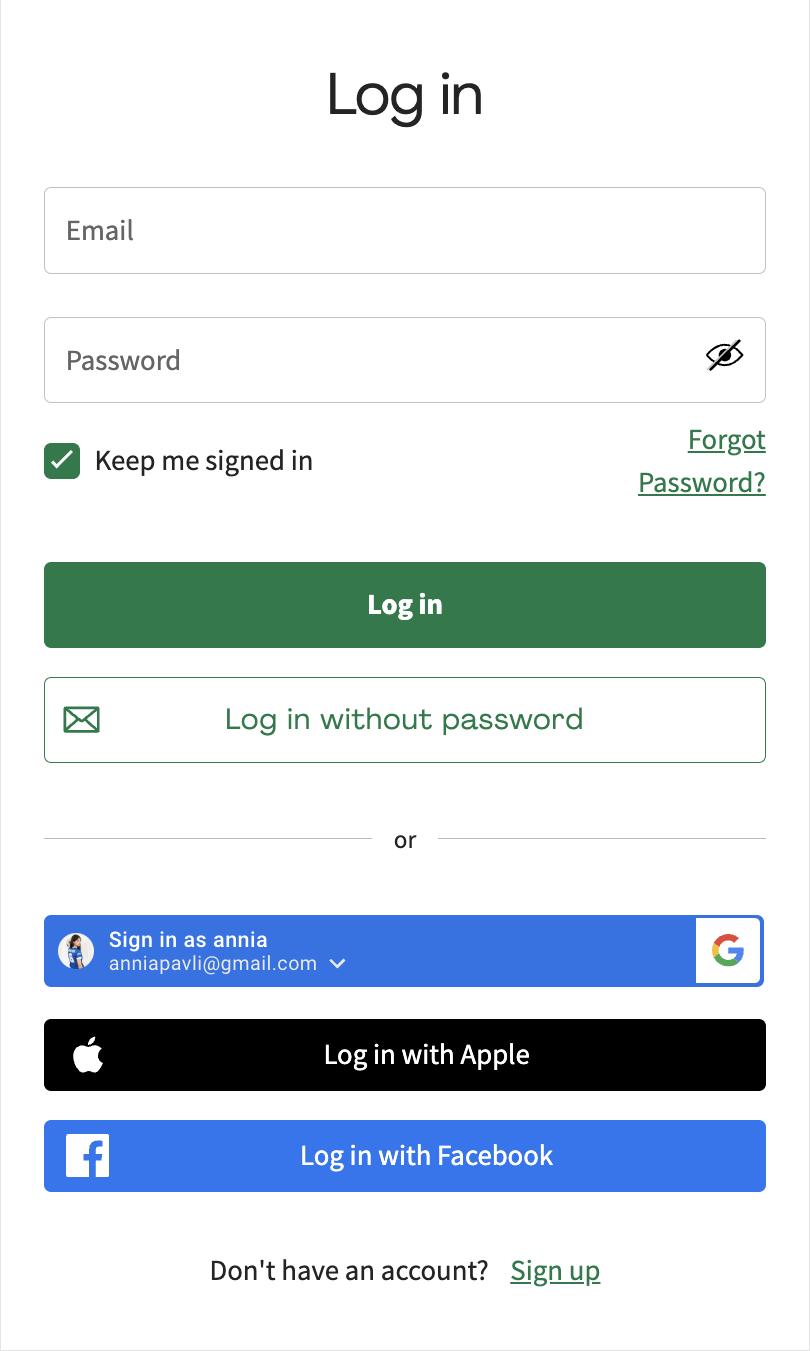 Log in
Email
Password
Keep me signed in
Forgot
Password?
Log in
Log in without password
or
Sign in as annia
anniapavli@gmail.com
Log in with Apple
Log in with Facebook
Don't have an account? Sign up